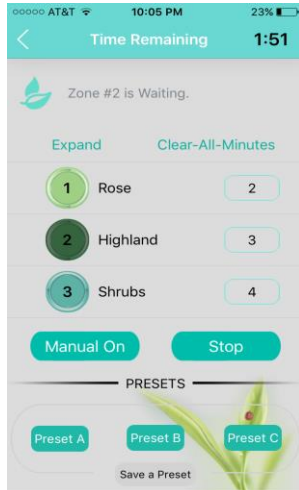 ooooo AT&T 10:05 PM 23%
Time Remaining 1:51
Zone #2 is Waiting.
Expand Clear-All-Minutes
1 Rose 2
2 Highland 3
3 Shrubs 4
Manual On Stop
PRESETS
Preset A Preset B Preset C
Save a Preset